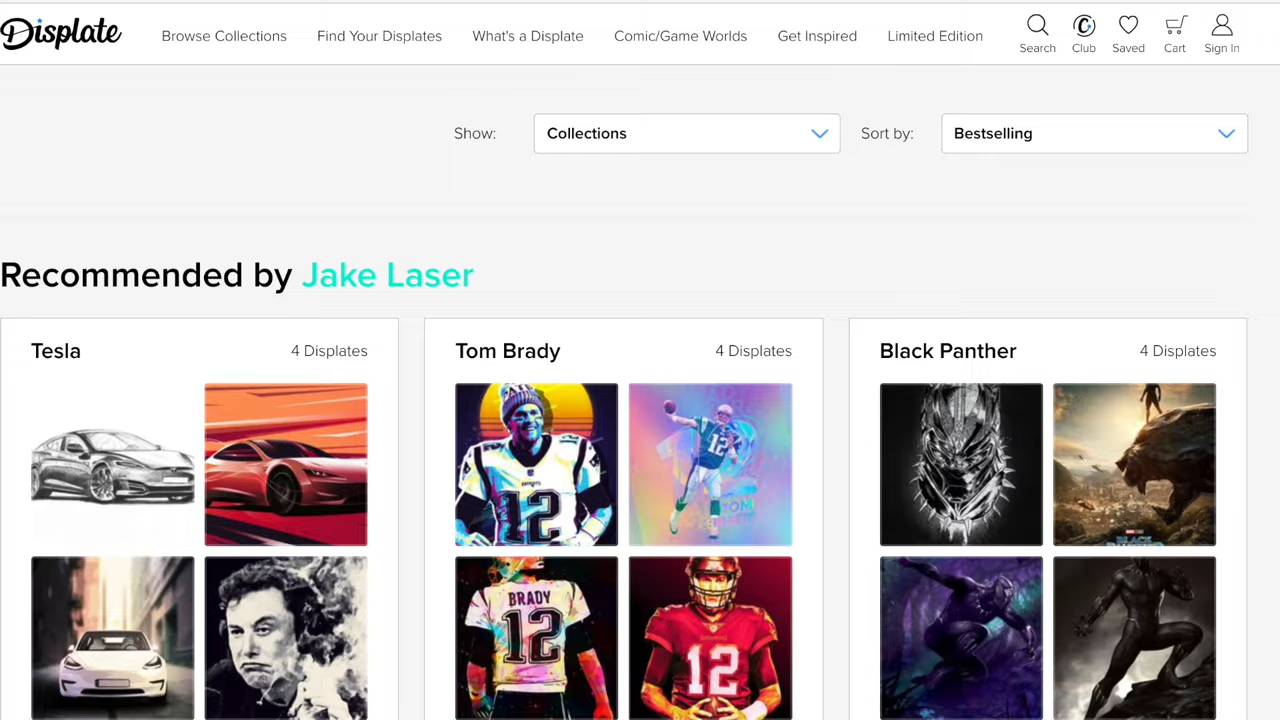 Displate
Browse Collections
Find Your Displates
What's a Displate
Comic/Game Worlds
Get Inspired
Limited Edition
Search
Club
Saved
Cart
Sign In
Show:
Collections
Sort by:
Bestselling
Recommended by Jake Laser
Tesla
4 Displates
Tom Brady
4 Displates
Black Panther
4 Displates
PATRIOTS
12
12
TOM
BRADY
12
12